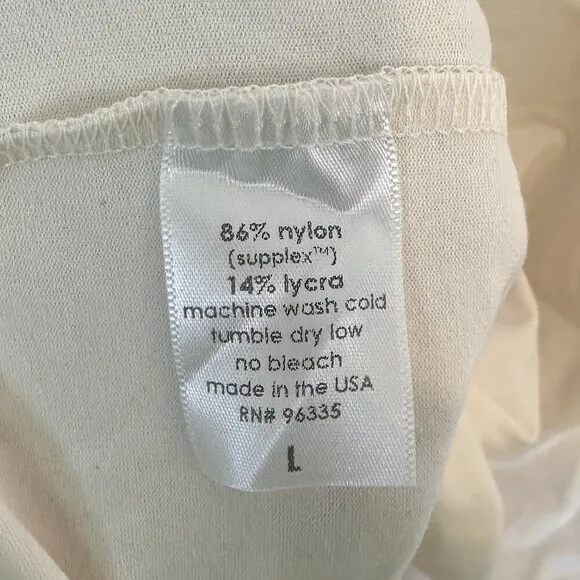 86% nylon
(supplex™)
14% lycra
machine wash cold
tumble dry low
no bleach
made in the USA
RN# 96335
L